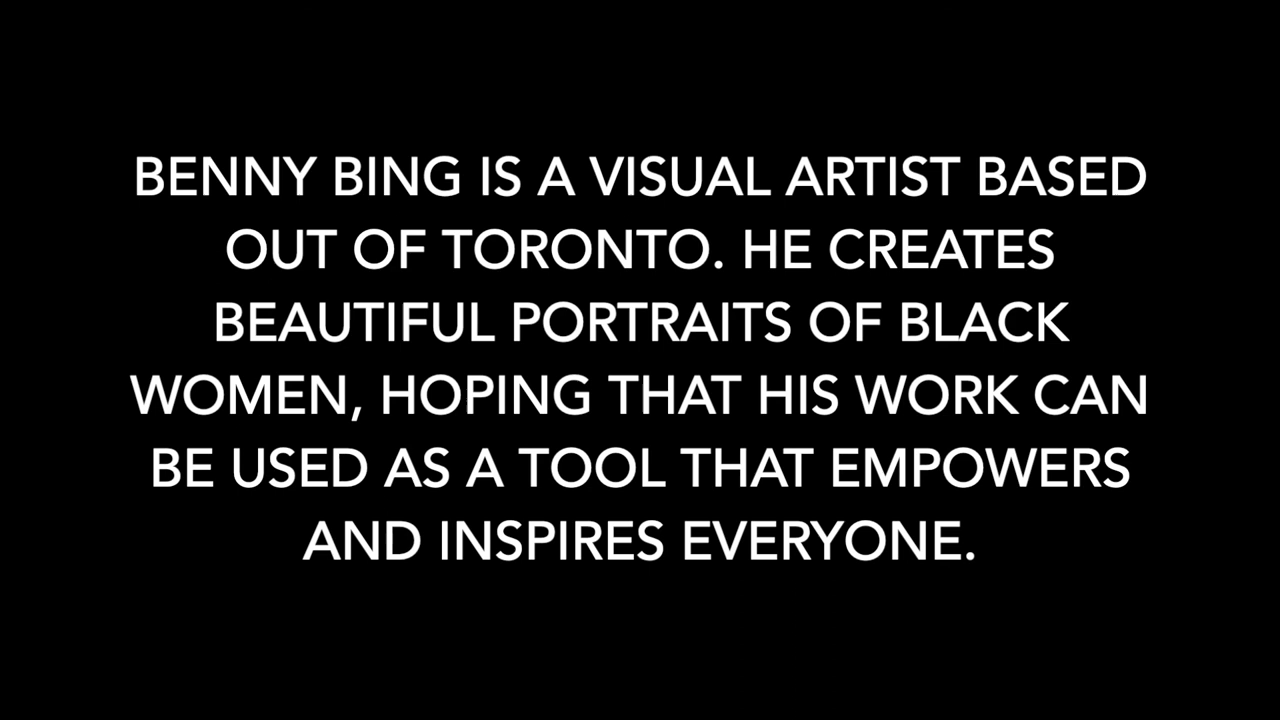 BENNY BING IS A VISUAL ARTIST BASED
OUT OF TORONTO. HE CREATES
BEAUTIFUL PORTRAITS OF BLACK
WOMEN, HOPING THAT HIS WORK CAN
BE USED AS A TOOL THAT EMPOWERS
AND INSPIRES EVERYONE.